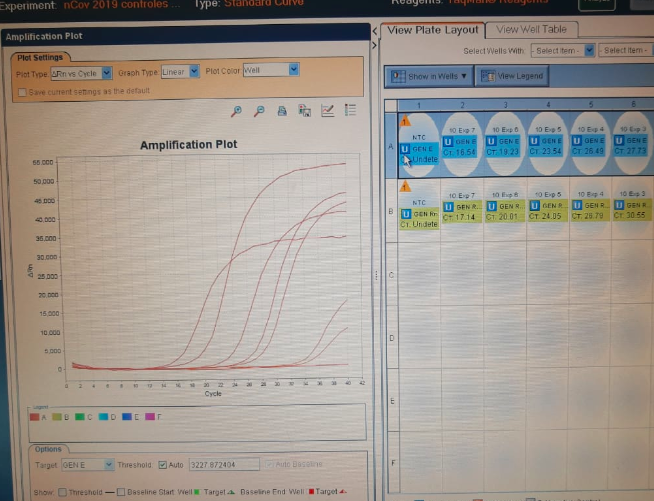 Experiment: nCov 2019 controles ... Type: Standard Curve Reagents: TaqMan® Reagents
Amplification Plot
Plot Settings
Plot Type: ΔRn vs Cycle Graph Type: Linear Plot Color: Well
Save current settings as the default
Amplification Plot
55,000
50,000
45,000
40,000
35,000
30,000
25,000
20,000
15,000
10,000
5,000
0
ΔRn
0 2 4 6 8 10 12 14 16 18 20 22 24 26 28 30 32 34 36 38 40 42
Cycle
Legend
A B C D E F
Options
Target: GEN E Threshold: Auto 3227.872404 Auto Baseline
Show: Threshold Baseline Start: Well Target Baseline End: Well Target
View Plate Layout View Well Table
Select Wells With: - Select Item - - Select Item -
Show in Wells ▼ View Legend
1 2 3 4 5 6
A
NTC 10 Exp 7 10 Exp 6 10 Exp 5 10 Exp 4 10 Exp 3
U GEN E U GEN E U GEN E U GEN E U GEN E U GEN E
Undete CT: 16.54 CT: 19.23 CT: 23.54 CT: 26.48 CT: 27.73
B
NTC 10 Exp 7 10 Exp 6 10 Exp 5 10 Exp 4 10 Exp 3
U GEN R... U GEN R... U GEN R... U GEN R... U GEN R... U GEN R...
CT: Undete CT: 17.14 CT: 20.01 CT: 24.05 CT: 26.79 CT: 30.55
C
D
E
F